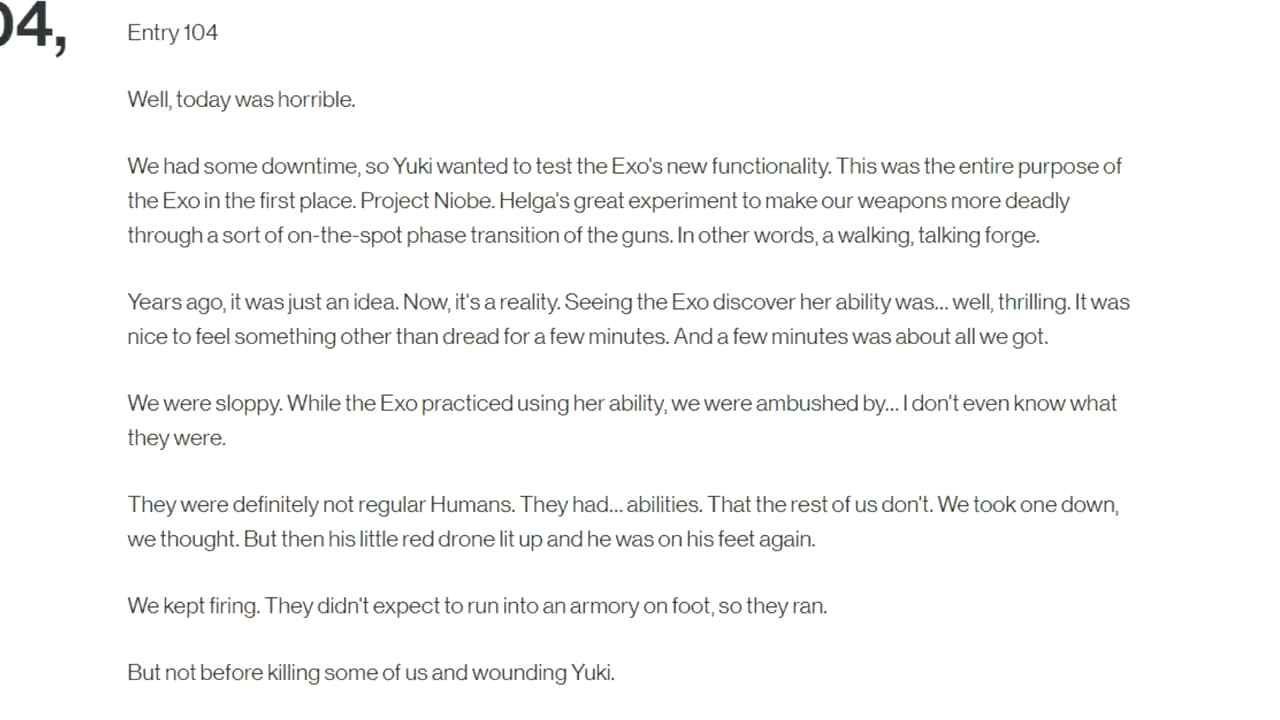 04,
Entry 104
Well, today was horrible.
We had some downtime, so Yuki wanted to test the Exo's new functionality. This was the entire purpose of
the Exo in the first place. Project Niobe. Helga's great experiment to make our weapons more deadly
through a sort of on-the-spot phase transition of the guns. In other words, a walking, talking forge.
Years ago, it was just an idea. Now, it's a reality. Seeing the Exo discover her ability was... well, thrilling. It was
nice to feel something other than dread for a few minutes. And a few minutes was about all we got.
We were sloppy. While the Exo practiced using her ability, we were ambushed by... I don't even know what
they were.
They were definitely not regular Humans. They had... abilities. That the rest of us don't. We took one down,
we thought. But then his little red drone lit up and he was on his feet again.
We kept firing. They didn't expect to run into an armory on foot, so they ran.
But not before killing some of us and wounding Yuki.